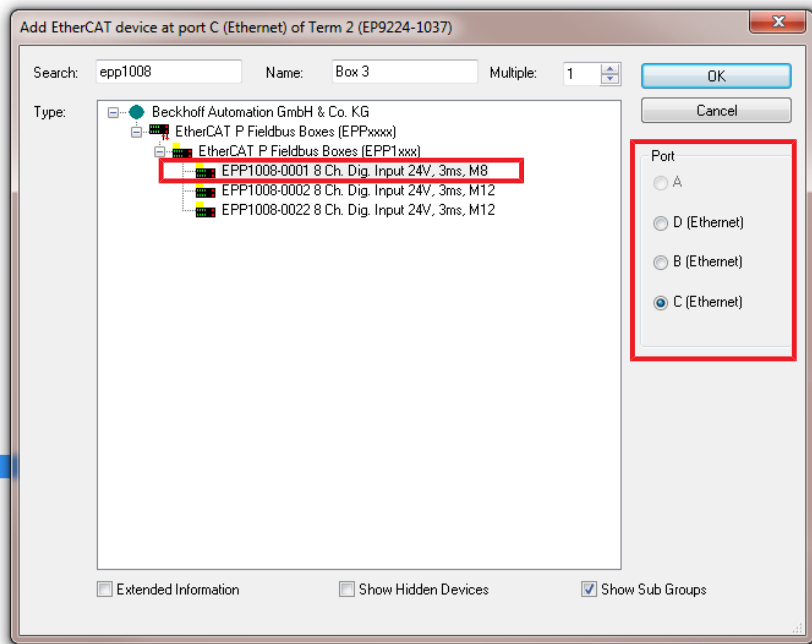 Add EtherCAT device at port C (Ethernet) of Term 2 (EP9224-1037)
Search: epp1008 Name: Box 3 Multiple: 1 OK
Type: Cancel
Beckhoff Automation GmbH & Co. KG
EtherCAT P Fieldbus Boxes (EPPxxxx)
EtherCAT P Fieldbus Boxes (EPP1xxx)
EPP1008-0001 8 Ch. Dig. Input 24V, 3ms, M8
EPP1008-0002 8 Ch. Dig. Input 24V, 3ms, M12
EPP1008-0022 8 Ch. Dig. Input 24V, 3ms, M12
Port
A
D (Ethernet)
B (Ethernet)
C (Ethernet)
Extended Information Show Hidden Devices Show Sub Groups